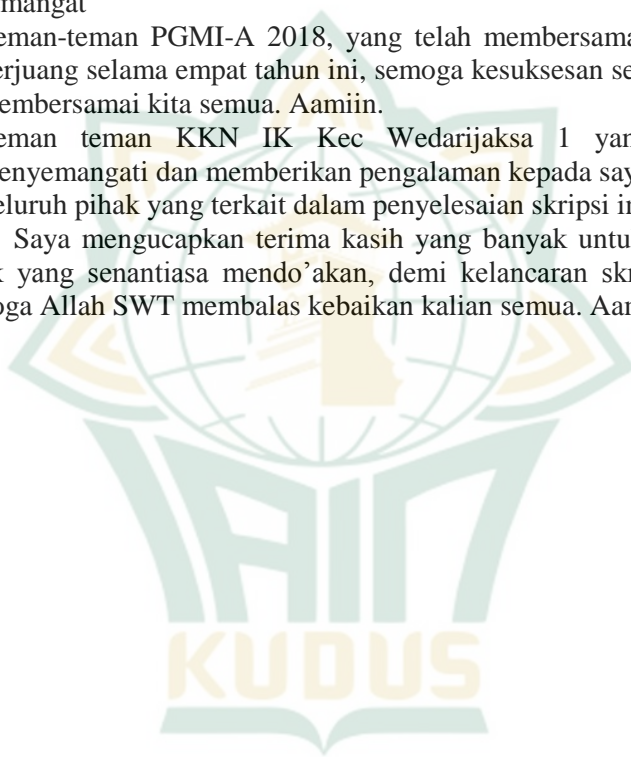 mangat
eman-teman PGMI-A 2018, yang telah membersama
erjuang selama empat tahun ini, semoga kesuksesan se
embersamai kita semua. Aamiin.
eman teman KKN IK Kec Wedarijaksa 1 yan
enyemangati dan memberikan pengalaman kepada say
eluruh pihak yang terkait dalam penyelesaian skripsi in
Saya mengucapkan terima kasih yang banyak untu
k yang senantiasa mendo’akan, demi kelancaran skr
oga Allah SWT membalas kebaikan kalian semua. Aan
IAIN
KUDUS